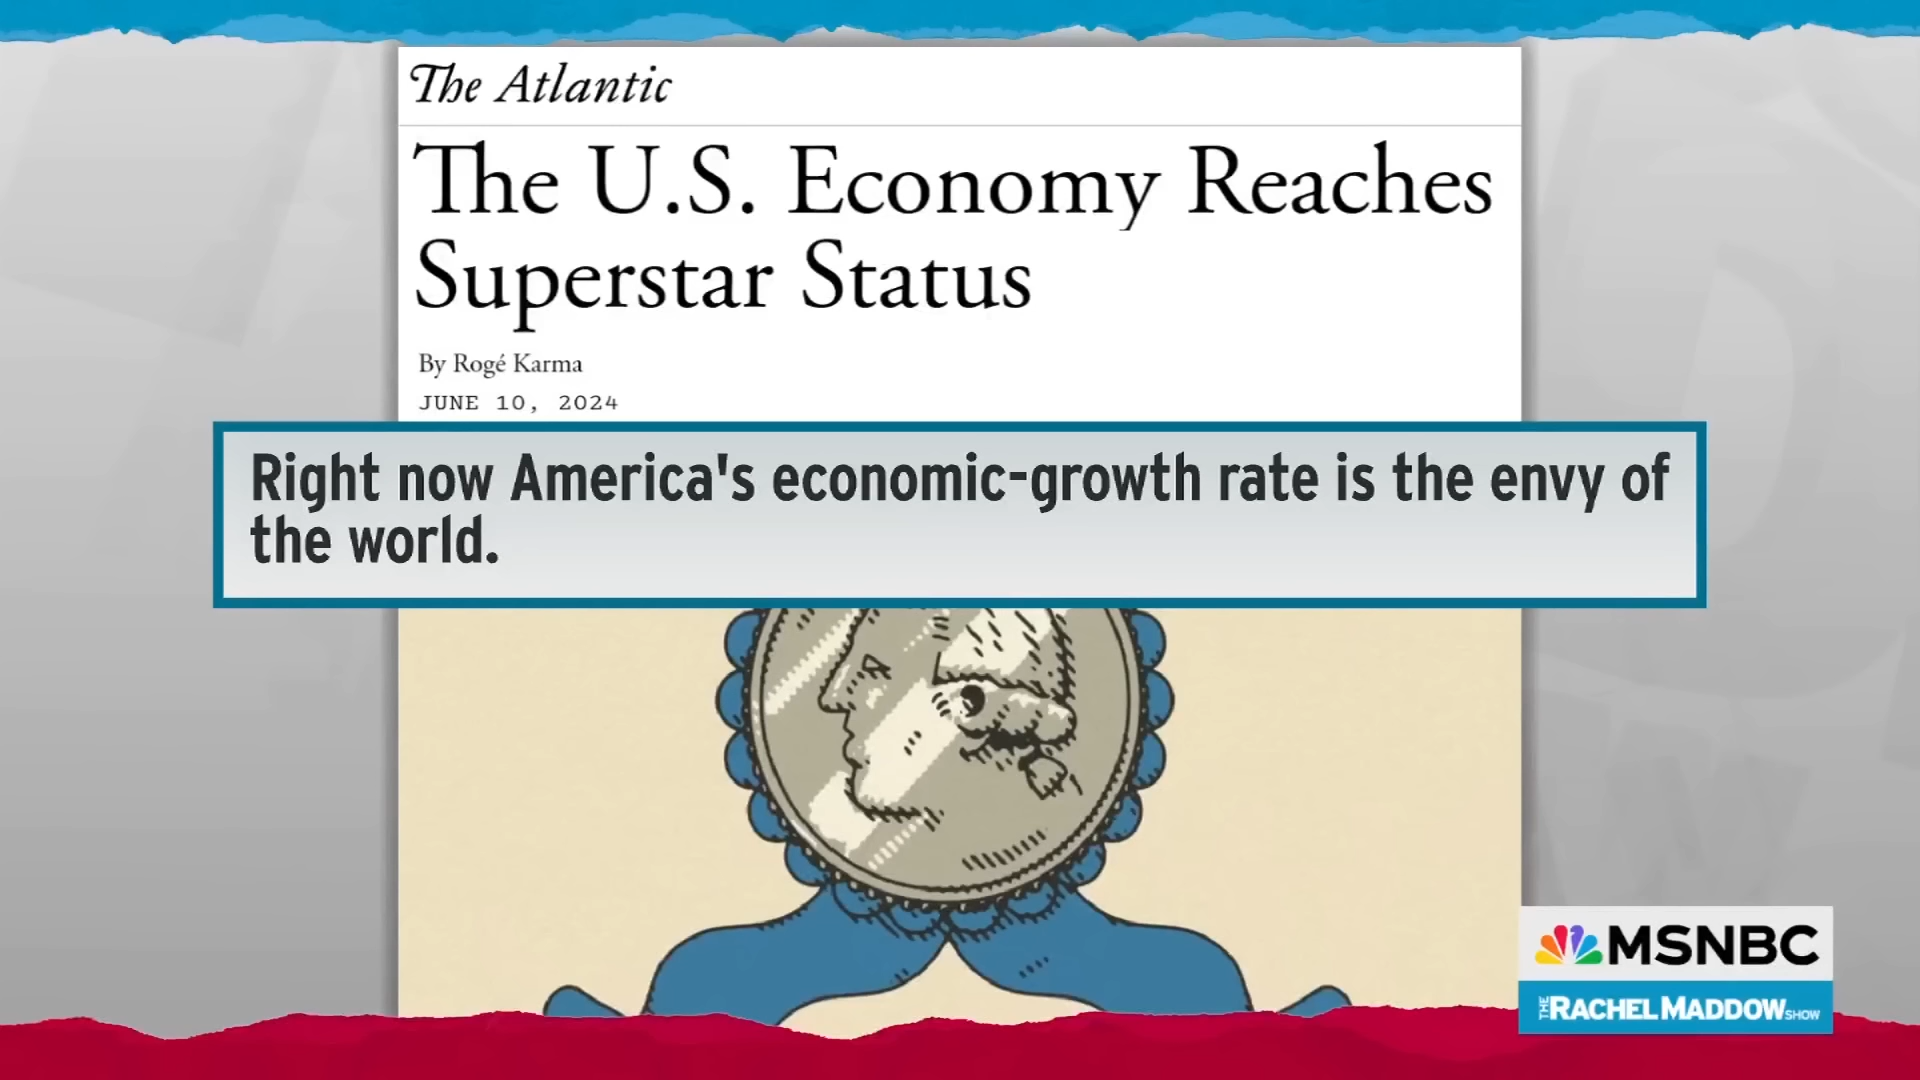 The Atlantic
The U.S. Economy Reaches
Superstar Status
By Rogé Karma
JUNE 10, 2024
Right now America's economic-growth rate is the envy of
the world.
MSNBC
THE RACHEL MADDOW SHOW